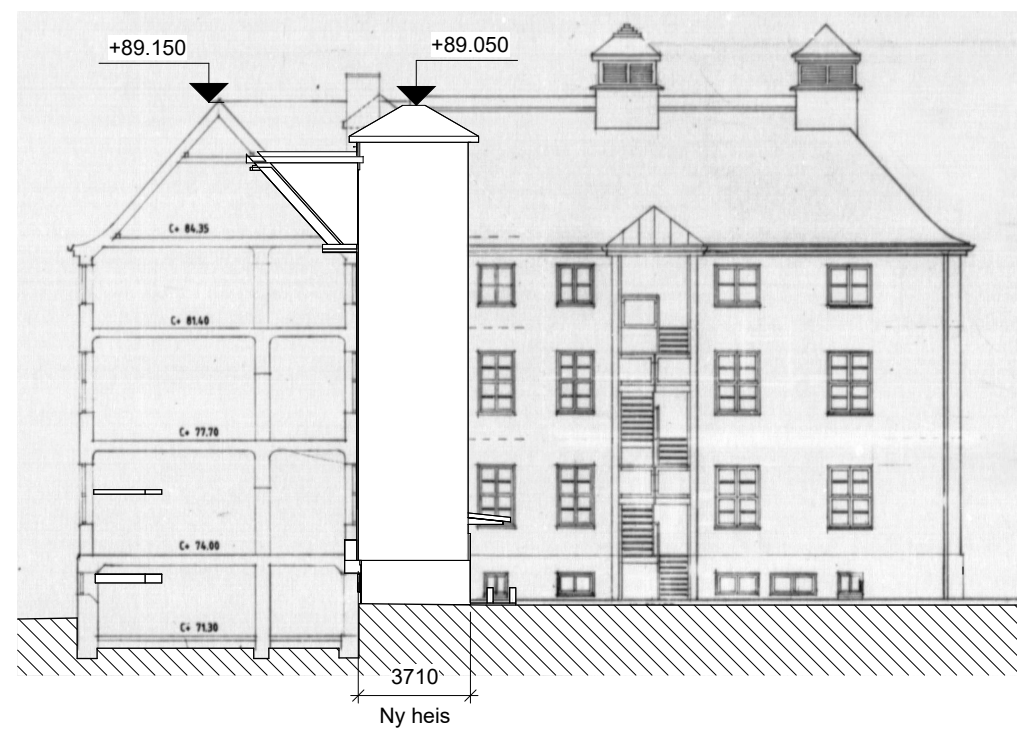 +89.150
+89.050
C+ 84.35
C+ 81.40
C+ 77.70
C+ 74.00
C+ 71.30
3710
Ny heis